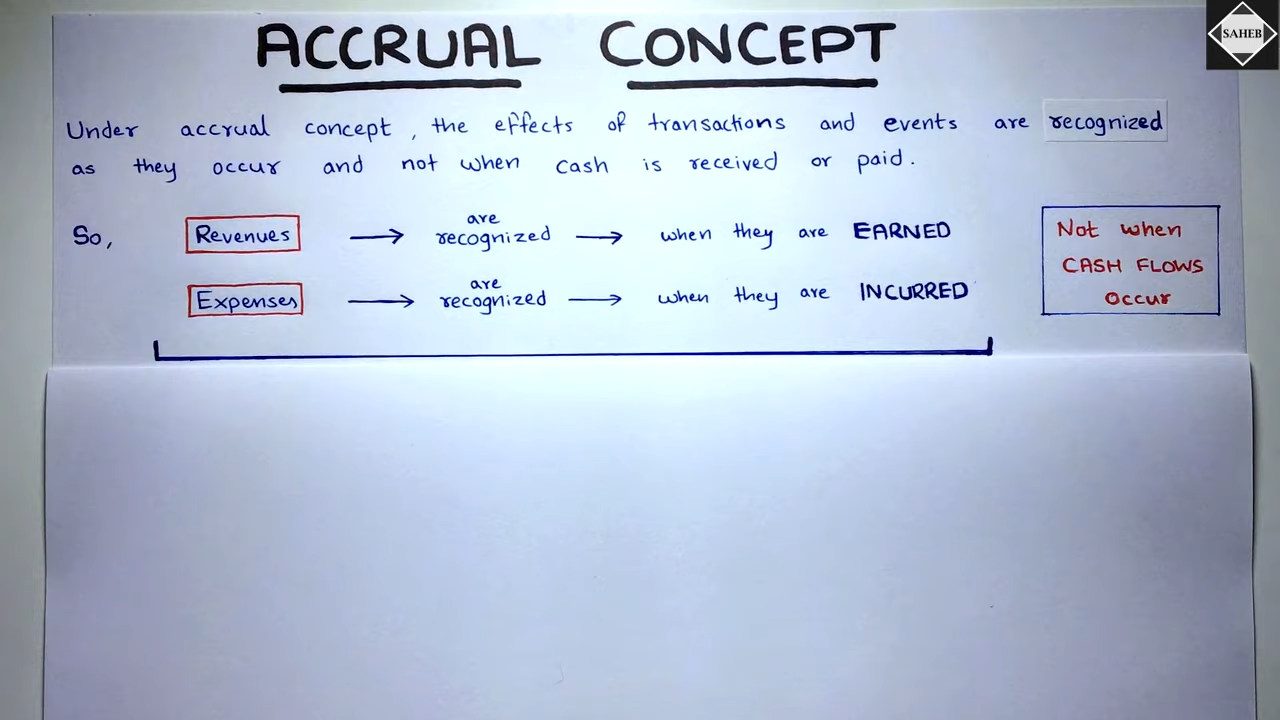 ACCRUAL CONCEPT
Under accrual concept, the effects of transactions and events are recognized
as they occur and not when cash is received or paid.
So, Revenues → are recognized → when they are EARNED
Expenses → are recognized → when they are INCURRED
Not when
CASH FLOWS
Occur
SAHEB